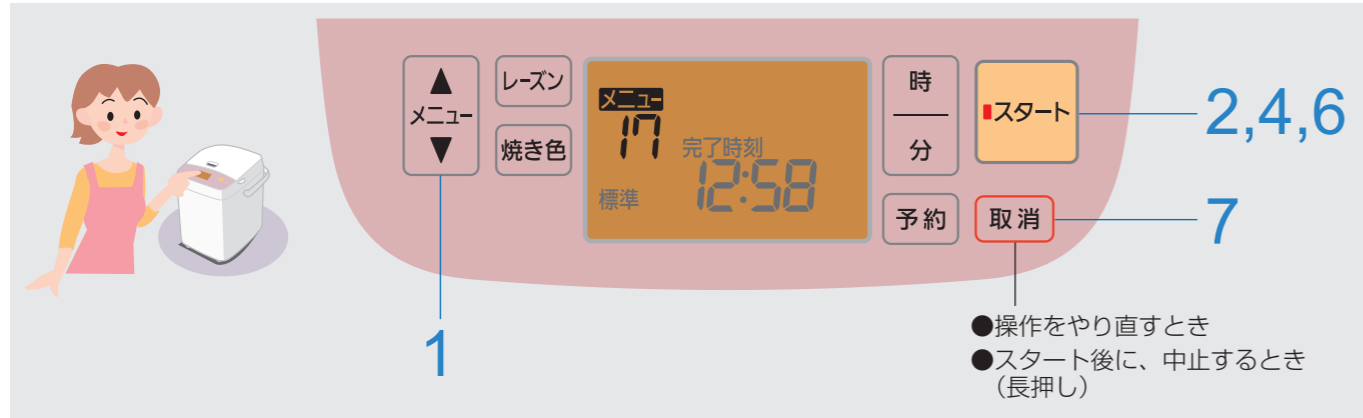 ▲
メニュー
▼
レーズン
焼き色
メニュー
17
完了時刻
12:58
標準
時
分
予約
スタート
取消
2,4,6
7
1
●操作をやり直すとき
●スタート後に、中止するとき
（長押し）